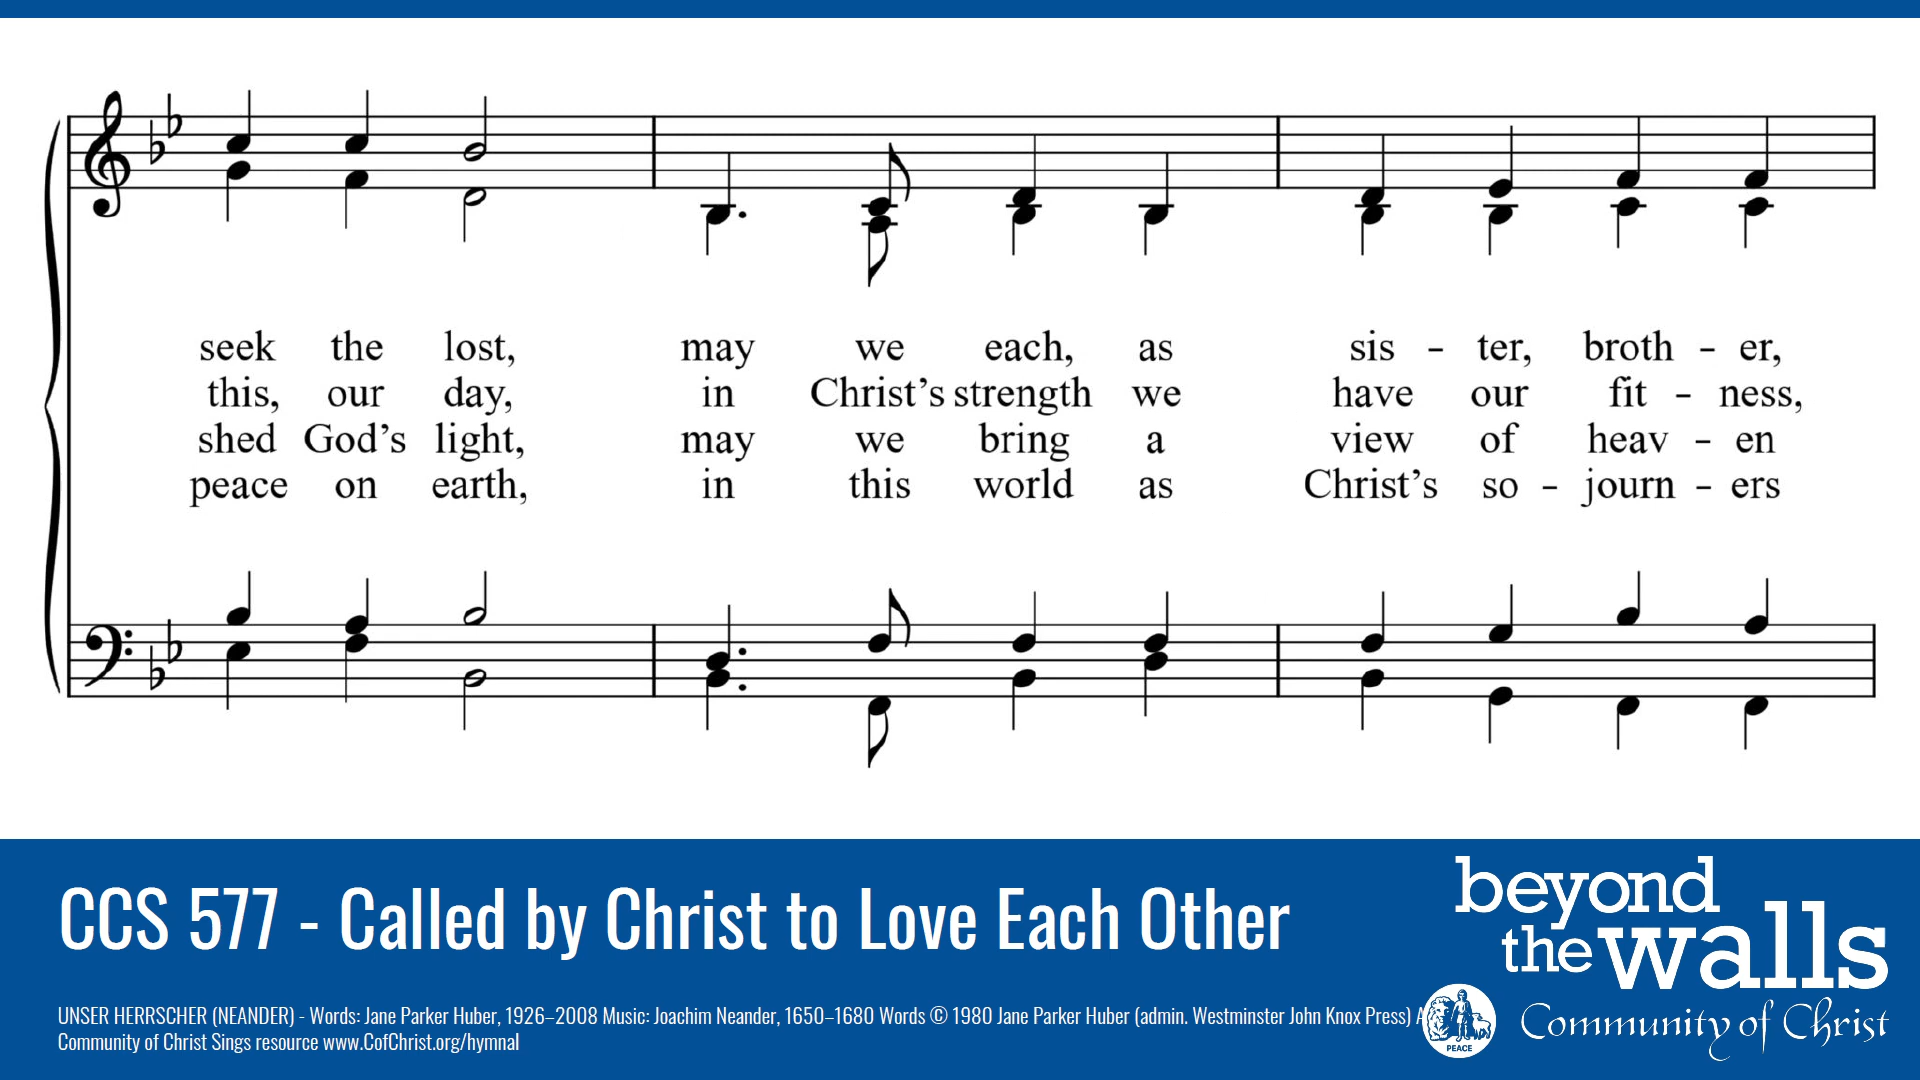 seek the lost, may we each, as sis - ter, broth - er,
this, our day, in Christ's strength we have our fit - ness,
shed God's light, may we bring a view of heav - en
peace on earth, in this world as Christ's so - journ - ers
CCS 577 - Called by Christ to Love Each Other
UNSER HERRSCHER (NEANDER) - Words: Jane Parker Huber, 1926–2008 Music: Joachim Neander, 1650–1680 Words © 1980 Jane Parker Huber (admin. Westminster John Knox Press)
Community of Christ Sings resource www.CofChrist.org/hymnal
beyond
the walls
Community of Christ
PEACE